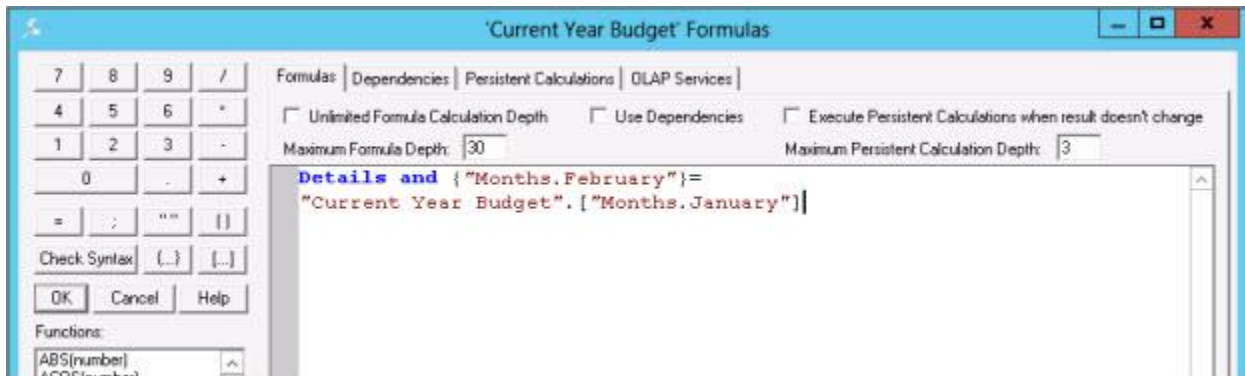 'Current Year Budget' Formulas
7 8 9 /
Formulas Dependencies Persistent Calculations OLAP Services
4 5 6 *
Unlimited Formula Calculation Depth Use Dependencies Execute Persistent Calculations when result doesn't change
1 2 3 -
Maximum Formula Depth: 30 Maximum Persistent Calculation Depth: 3
0 . +
Details and {"Months.February"}=
"Current Year Budget".["Months.January"]
= ; "" []
Check Syntax {...} [...]
OK Cancel Help
Functions:
ABS(number)